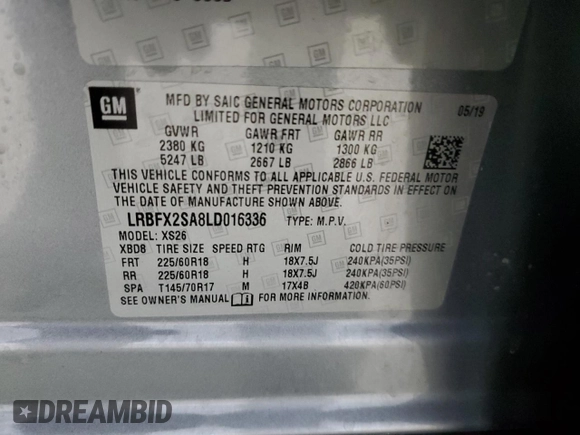 GM
MFD BY SAIC GENERAL MOTORS CORPORATION
LIMITED FOR GENERAL MOTORS LLC
05/19
GVWR GAWR FRT GAWR RR
2380 KG 1210 KG 1300 KG
5247 LB 2667 LB 2866 LB
THIS VEHICLE CONFORMS TO ALL APPLICABLE U.S. FEDERAL MOTOR
VEHICLE SAFETY AND THEFT PREVENTION STANDARDS IN EFFECT ON
THE DATE OF MANUFACTURE SHOWN ABOVE.
LRBFX2SA8LD016336 TYPE: M.P.V.
MODEL: XS26
XBD8 TIRE SIZE SPEED RTG RIM COLD TIRE PRESSURE
FRT 225/60R18 H 18X7.5J 240KPA(35PSI)
RR 225/60R18 H 18X7.5J 240KPA(35PSI)
SPA T145/70R17 M 17X4B 420KPA(60PSI)
SEE OWNER'S MANUAL FOR MORE INFORMATION.
DREAMBID